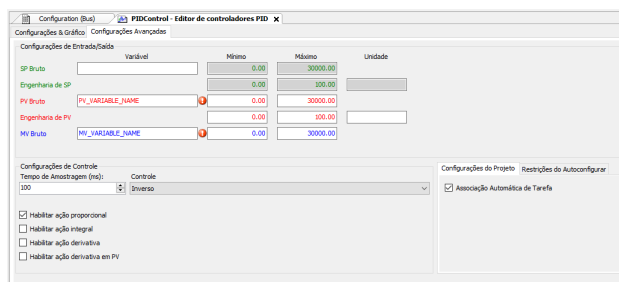 Configuration (Bus) PIDControl - Editor de controladores PID x
Configurações & Gráfico Configurações Avançadas
Configurações de Entrada/Saída
Variável Mínimo Máximo Unidade
SP Bruto 0.00 30000.00
Engenharia de SP 0.00 100.00
PV Bruto PV_VARIABLE_NAME 0.00 30000.00
Engenharia de PV 0.00 100.00
MV Bruto MV_VARIABLE_NAME 0.00 30000.00
Configurações de Controle
Tempo de Amostragem (ms): Controle
100 Inverso
Habilitar ação proporcional
Habilitar ação integral
Habilitar ação derivativa
Habilitar ação derivativa em PV
Configurações do Projeto Restrições do Autoconfigurar
Associação Automática de Tarefa